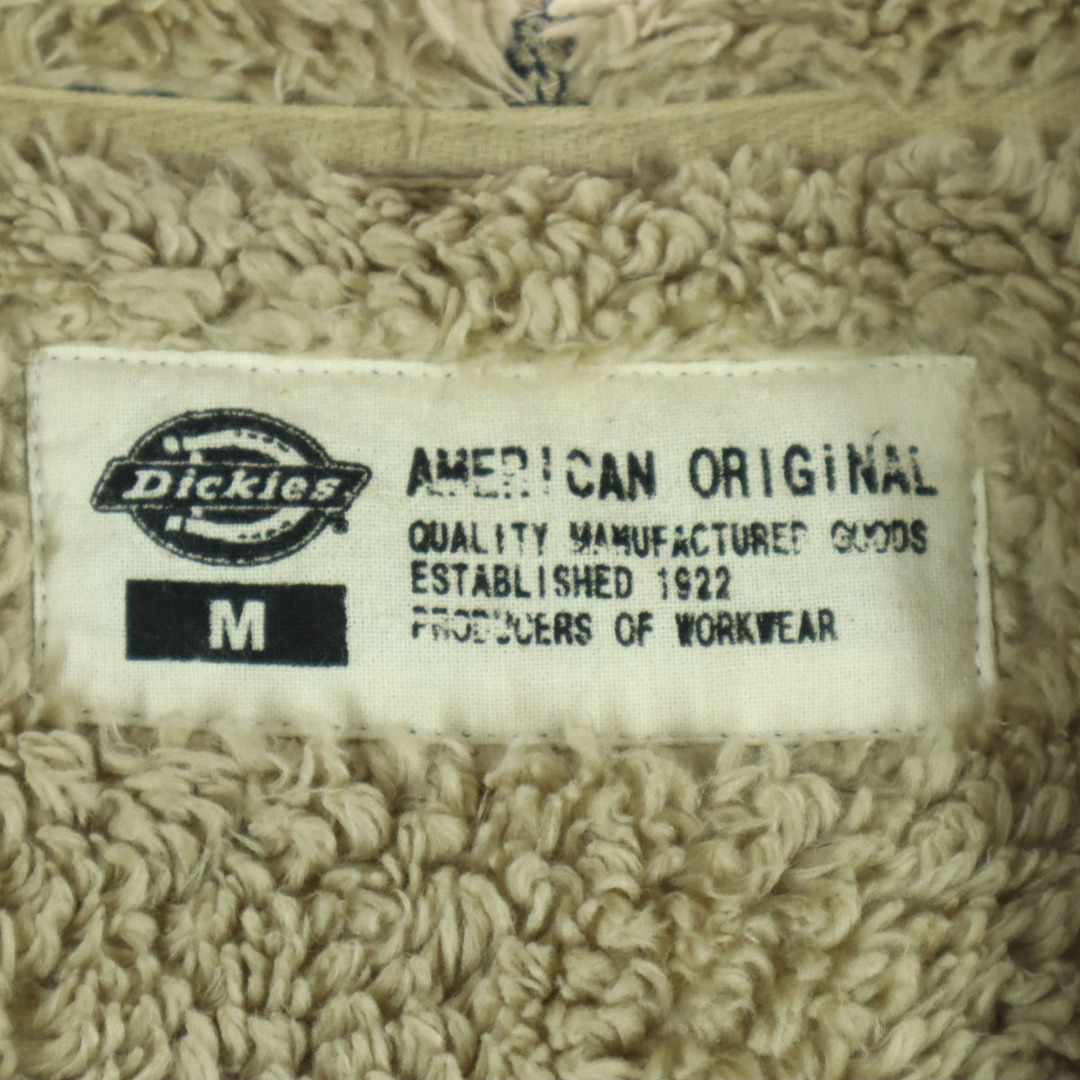 Dickies
M
AMERICAN ORIGINAL
QUALITY MANUFACTURED GOODS
ESTABLISHED 1922
PRODUCERS OF WORKWEAR